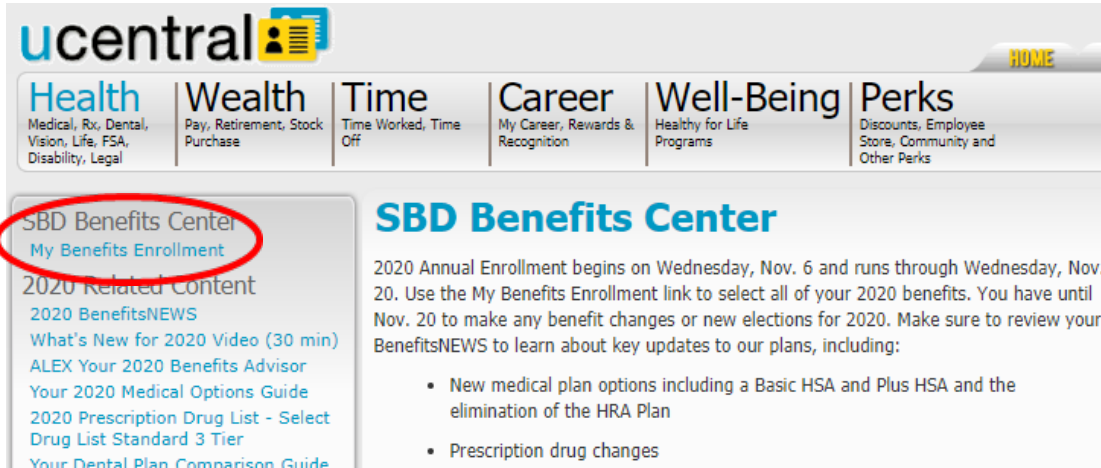 ucentral
HOME
Health
Medical, Rx, Dental,
Vision, Life, FSA,
Disability, Legal
Wealth
Pay, Retirement, Stock
Purchase
Time
Time Worked, Time
Off
Career
My Career, Rewards &
Recognition
Well-Being
Healthy for Life
Programs
Perks
Discounts, Employee
Store, Community and
Other Perks
SBD Benefits Center
My Benefits Enrollment
2020 Related Content
2020 BenefitsNEWS
What's New for 2020 Video (30 min)
ALEX Your 2020 Benefits Advisor
Your 2020 Medical Options Guide
2020 Prescription Drug List - Select
Drug List Standard 3 Tier
Your Dental Plan Comparison Guide
SBD Benefits Center
2020 Annual Enrollment begins on Wednesday, Nov. 6 and runs through Wednesday, Nov.
20. Use the My Benefits Enrollment link to select all of your 2020 benefits. You have until
Nov. 20 to make any benefit changes or new elections for 2020. Make sure to review your
BenefitsNEWS to learn about key updates to our plans, including:
• New medical plan options including a Basic HSA and Plus HSA and the
elimination of the HRA Plan
• Prescription drug changes